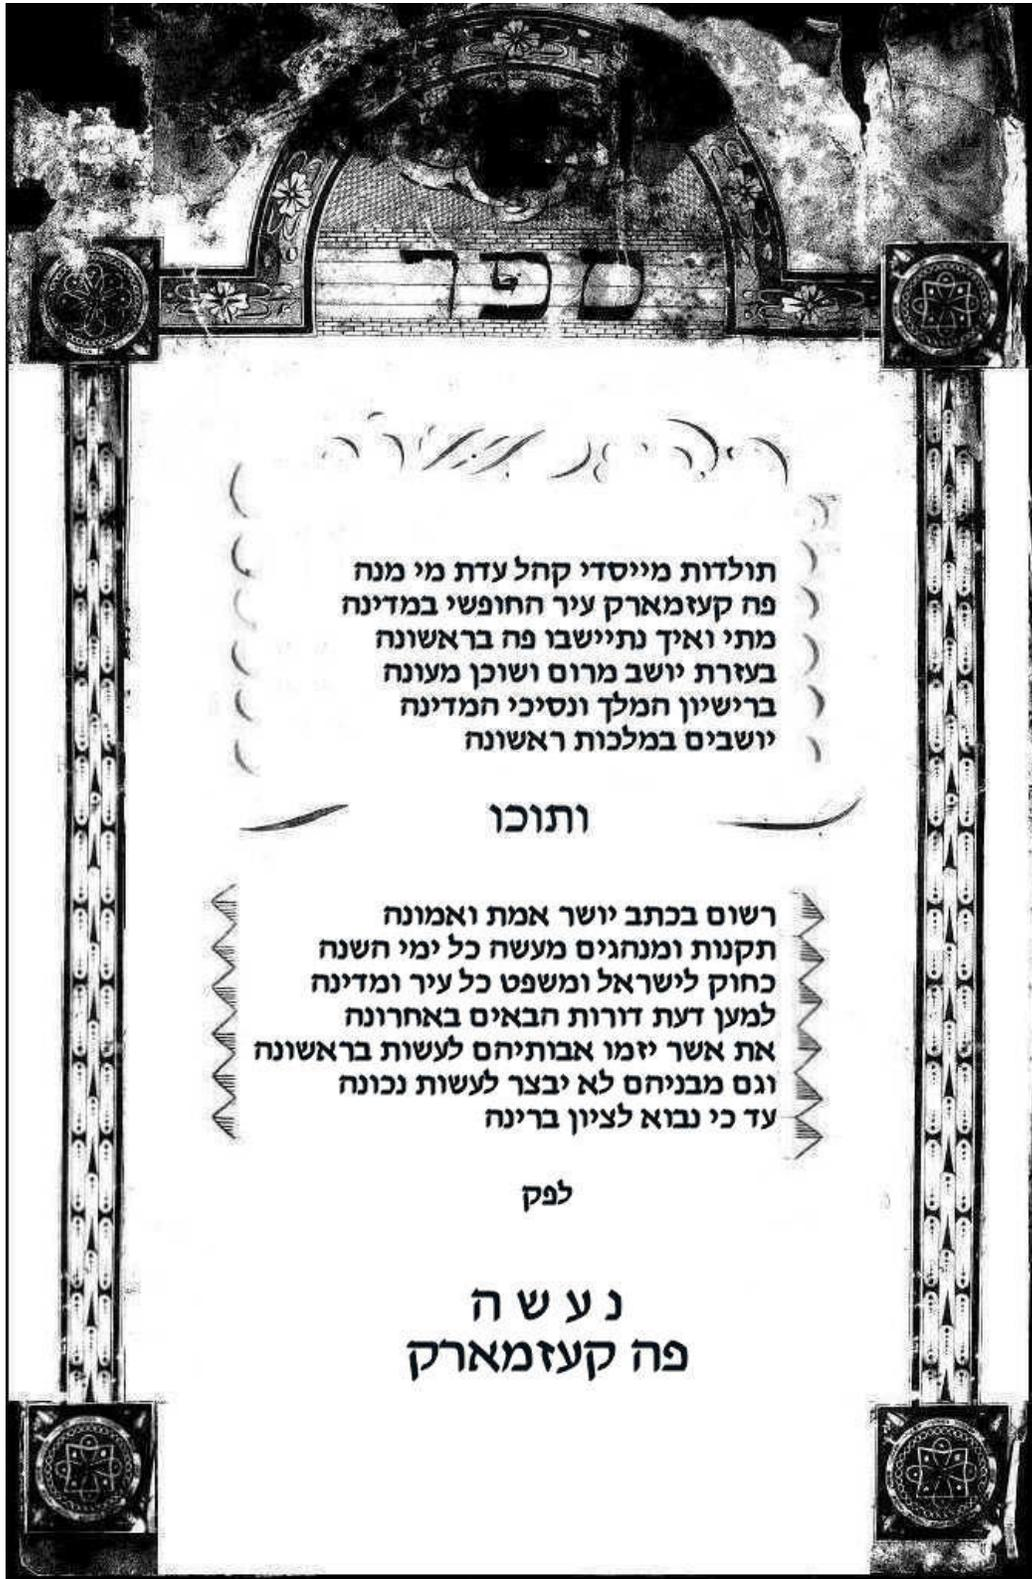 ספר
תולדות מייסדי קהל עדת מי מנה
פה קעזמארק עיר החופשי במדינה
מתי ואיך נתיישבו פה בראשונה
בעזרת יושב מרום ושוכן מעונה
ברישיון המלך ונסיכי המדינה
יושבים במלכות ראשונה
ותוכו
רשום בכתב יושר אמת ואמונה
תקנות ומנהגים מעשה כל ימי השנה
כחוק לישראל ומשפט כל עיר ומדינה
למען דעת דורות הבאים באחרונה
את אשר יזמו אבותיהם לעשות בראשונה
וגם מבניהם לא יבצר לעשות נכונה
עד כי נבוא לציון ברינה
לפק
נעשה
פה קעזמארק